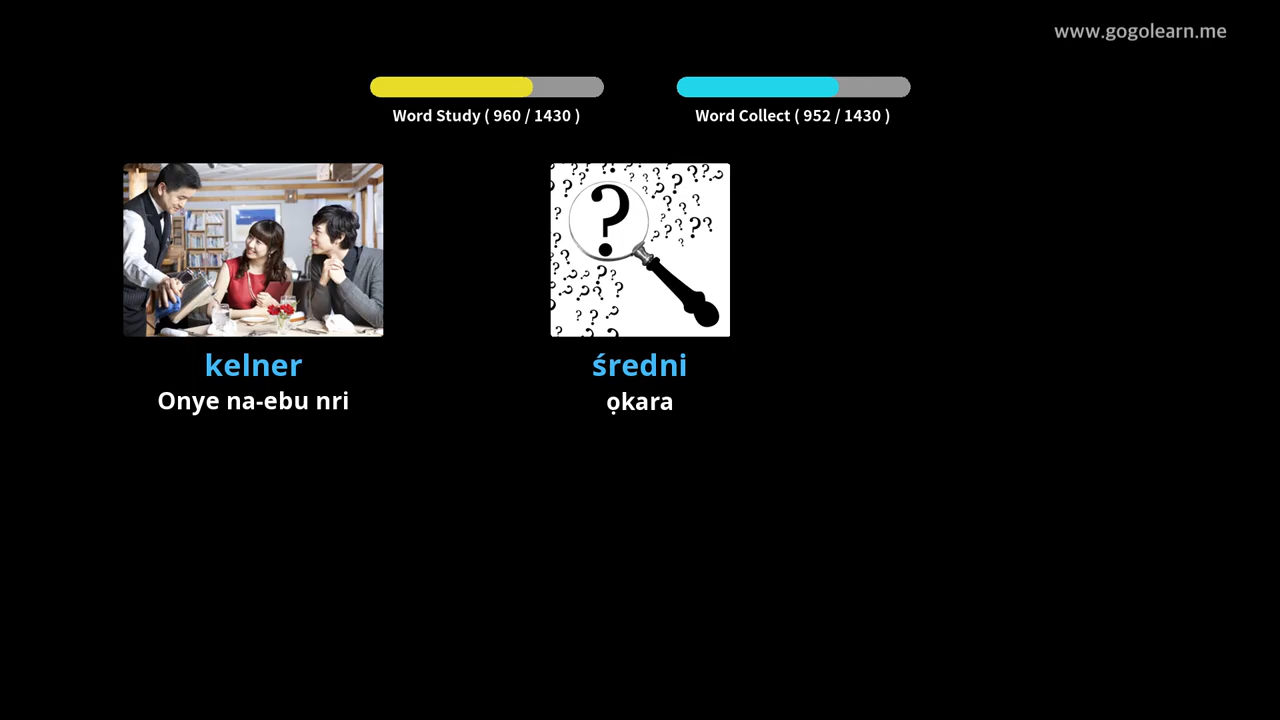 www.gogolearn.me
Word Study ( 960 / 1430 )
Word Collect ( 952 / 1430 )
kelner
Onye na-ebu nri
średni
ọkara